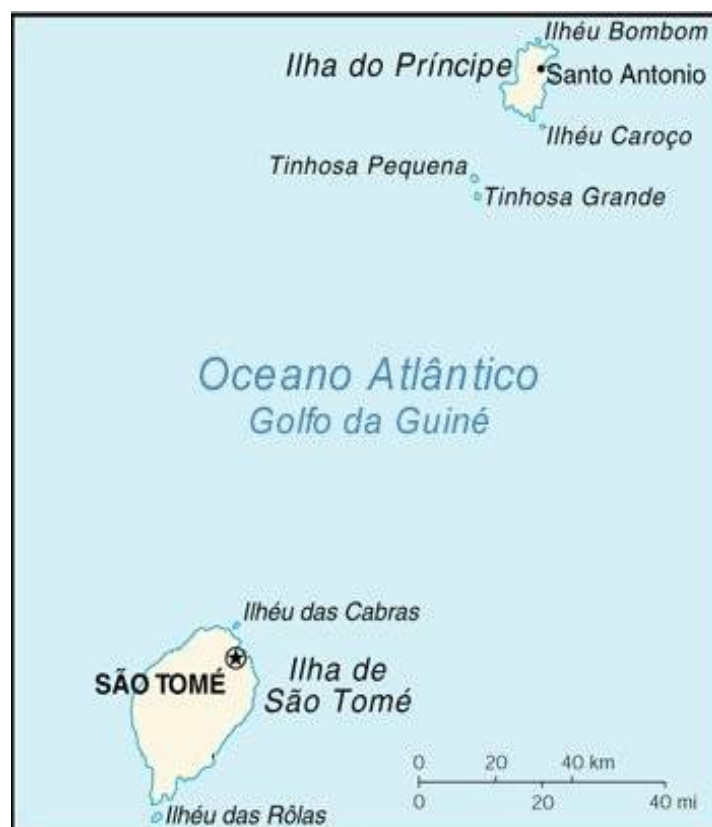 Ilhéu Bombom
Ilha do Príncipe
Santo Antonio
Ilhéu Caroço
Tinhosa Pequena
Tinhosa Grande
Oceano Atlântico
Golfo da Guiné
Ilhéu das Cabras
SÃO TOMÉ
Ilha de
São Tomé
0 20 40 km
0 20 40 mi
Ilhéu das Rôlas